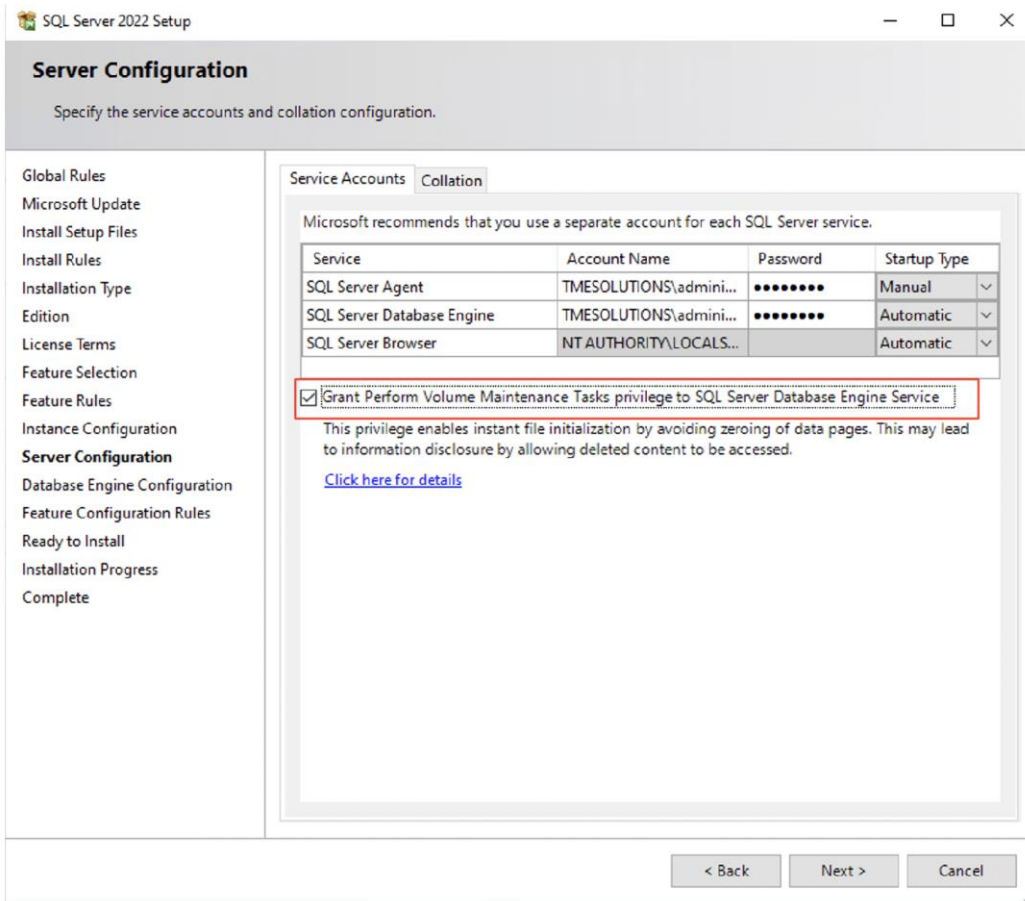 SQL Server 2022 Setup
Server Configuration
Specify the service accounts and collation configuration.
Global Rules
Microsoft Update
Install Setup Files
Install Rules
Installation Type
Edition
License Terms
Feature Selection
Feature Rules
Instance Configuration
Server Configuration
Database Engine Configuration
Feature Configuration Rules
Ready to Install
Installation Progress
Complete
Service Accounts Collation
Microsoft recommends that you use a separate account for each SQL Server service.
Service Account Name Password Startup Type
SQL Server Agent TMESOLUTIONS\admini... ●●●●●●●● Manual
SQL Server Database Engine TMESOLUTIONS\admini... ●●●●●●●● Automatic
SQL Server Browser NT AUTHORITY\LOCALS... Automatic
Grant Perform Volume Maintenance Tasks privilege to SQL Server Database Engine Service
This privilege enables instant file initialization by avoiding zeroing of data pages. This may lead
to information disclosure by allowing deleted content to be accessed.
Click here for details
< Back Next > Cancel